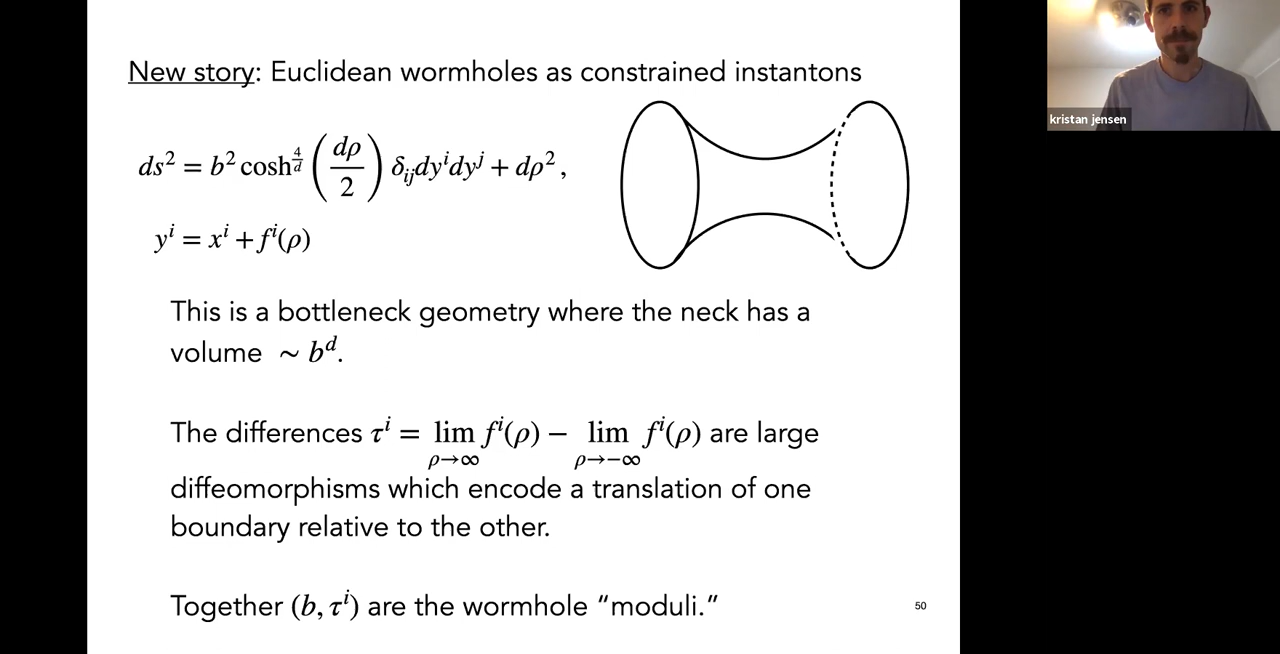 New story: Euclidean wormholes as constrained instantons
ds² = b² cosh^{4/d} (dρ/2) δ_{ij}dy^i dy^j + dρ² ,
y^i = x^i + f^i(ρ)
This is a bottleneck geometry where the neck has a
volume ~ b^d.
The differences τ^i = lim_{ρ→∞} f^i(ρ) − lim_{ρ→−∞} f^i(ρ) are large
diffeomorphisms which encode a translation of one
boundary relative to the other.
Together (b, τ^i) are the wormhole “moduli.”
50
kristan jensen